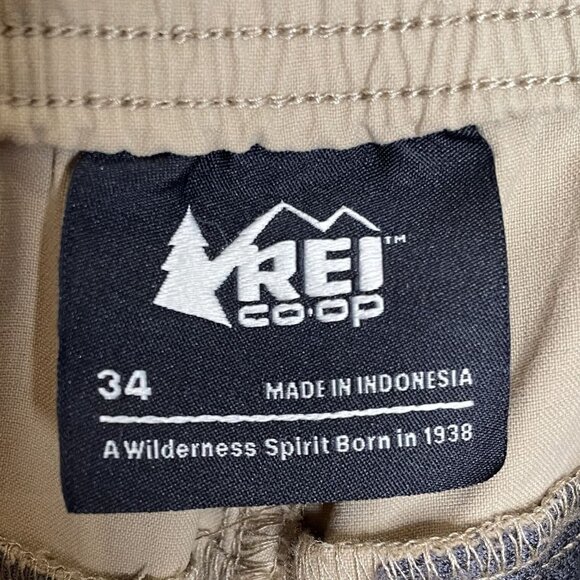 REI™
CO·OP
34 MADE IN INDONESIA
A Wilderness Spirit Born in 1938